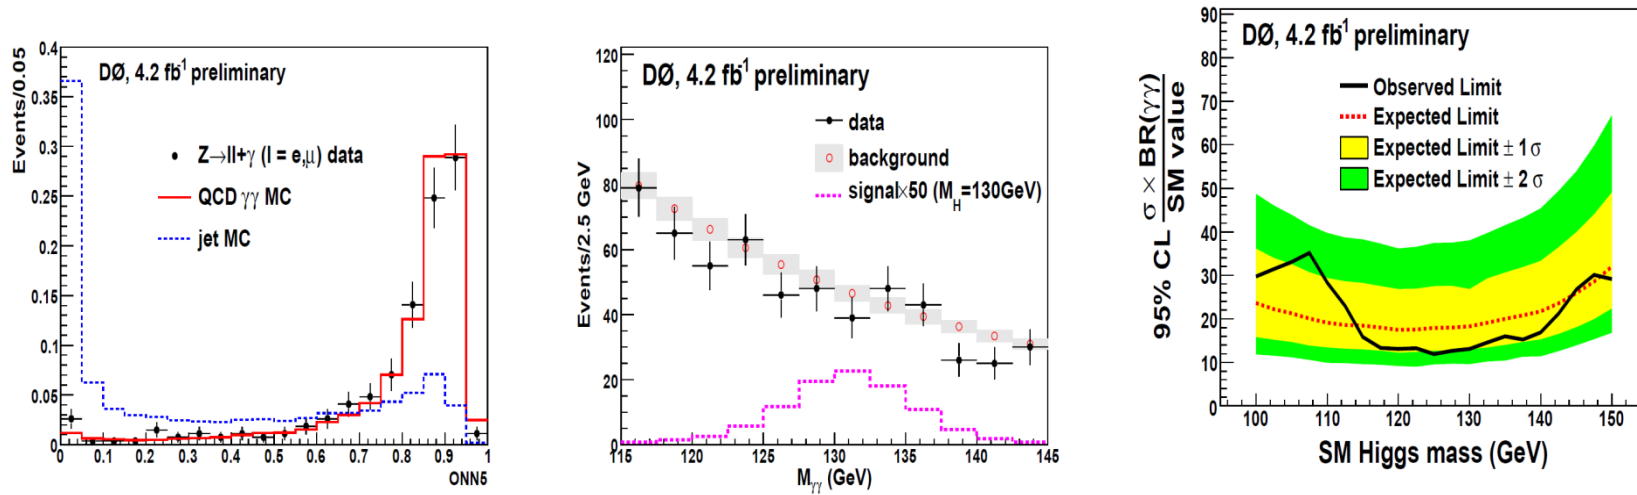 Events/0.05
0.4
0.36
0.3
0.26
0.2
0.16
0.1
0.05
0
DØ, 4.2 fb⁻¹ preliminary
Z→ll+γ (l = e,μ) data
QCD γγ MC
jet MC
0 0.1 0.2 0.3 0.4 0.5 0.6 0.7 0.8 0.9 1
ONN5
Events/2.5 GeV
120
100
80
60
40
20
0
DØ, 4.2 fb⁻¹ preliminary
data
background
signal×50 (M_H=130GeV)
115 120 125 130 135 140 145
M_γγ (GeV)
95% CL σ × BR(γγ)
SM value
90
80
70
60
50
40
30
20
10
0
DØ, 4.2 fb⁻¹ preliminary
Observed Limit
Expected Limit
Expected Limit ± 1 σ
Expected Limit ± 2 σ
100 110 120 130 140 150
SM Higgs mass (GeV)